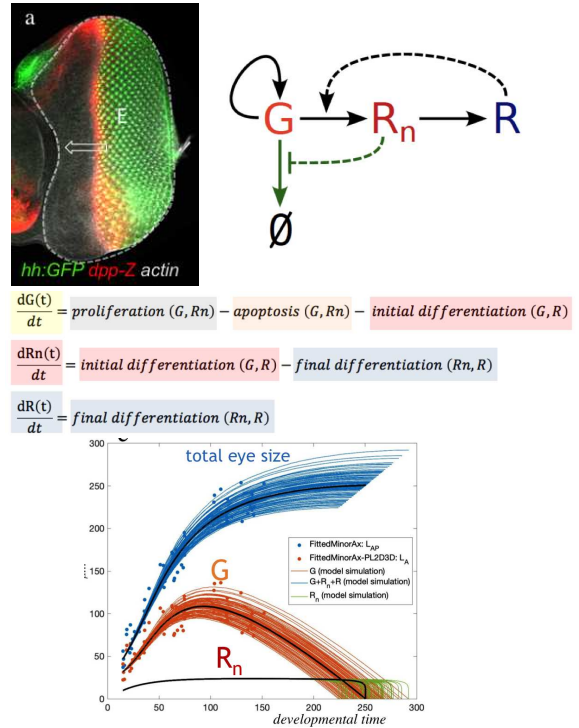 a
E
hh:GFP dpp-Z actin
G
Rn
R
Ø
dG(t)/dt = proliferation (G,Rn) − apoptosis (G,Rn) − initial differentiation (G,R)
dRn(t)/dt = initial differentiation (G,R) − final differentiation (Rn,R)
dR(t)/dt = final differentiation (Rn,R)
300
250
200
150
100
50
0
total eye size
G
Rn
FittedMinorAx: L_AP
FittedMinorAx-PL2D3D: L_A
G (model simulation)
G+Rn+R (model simulation)
Rn (model simulation)
0 50 100 150 200 250 300
developmental time